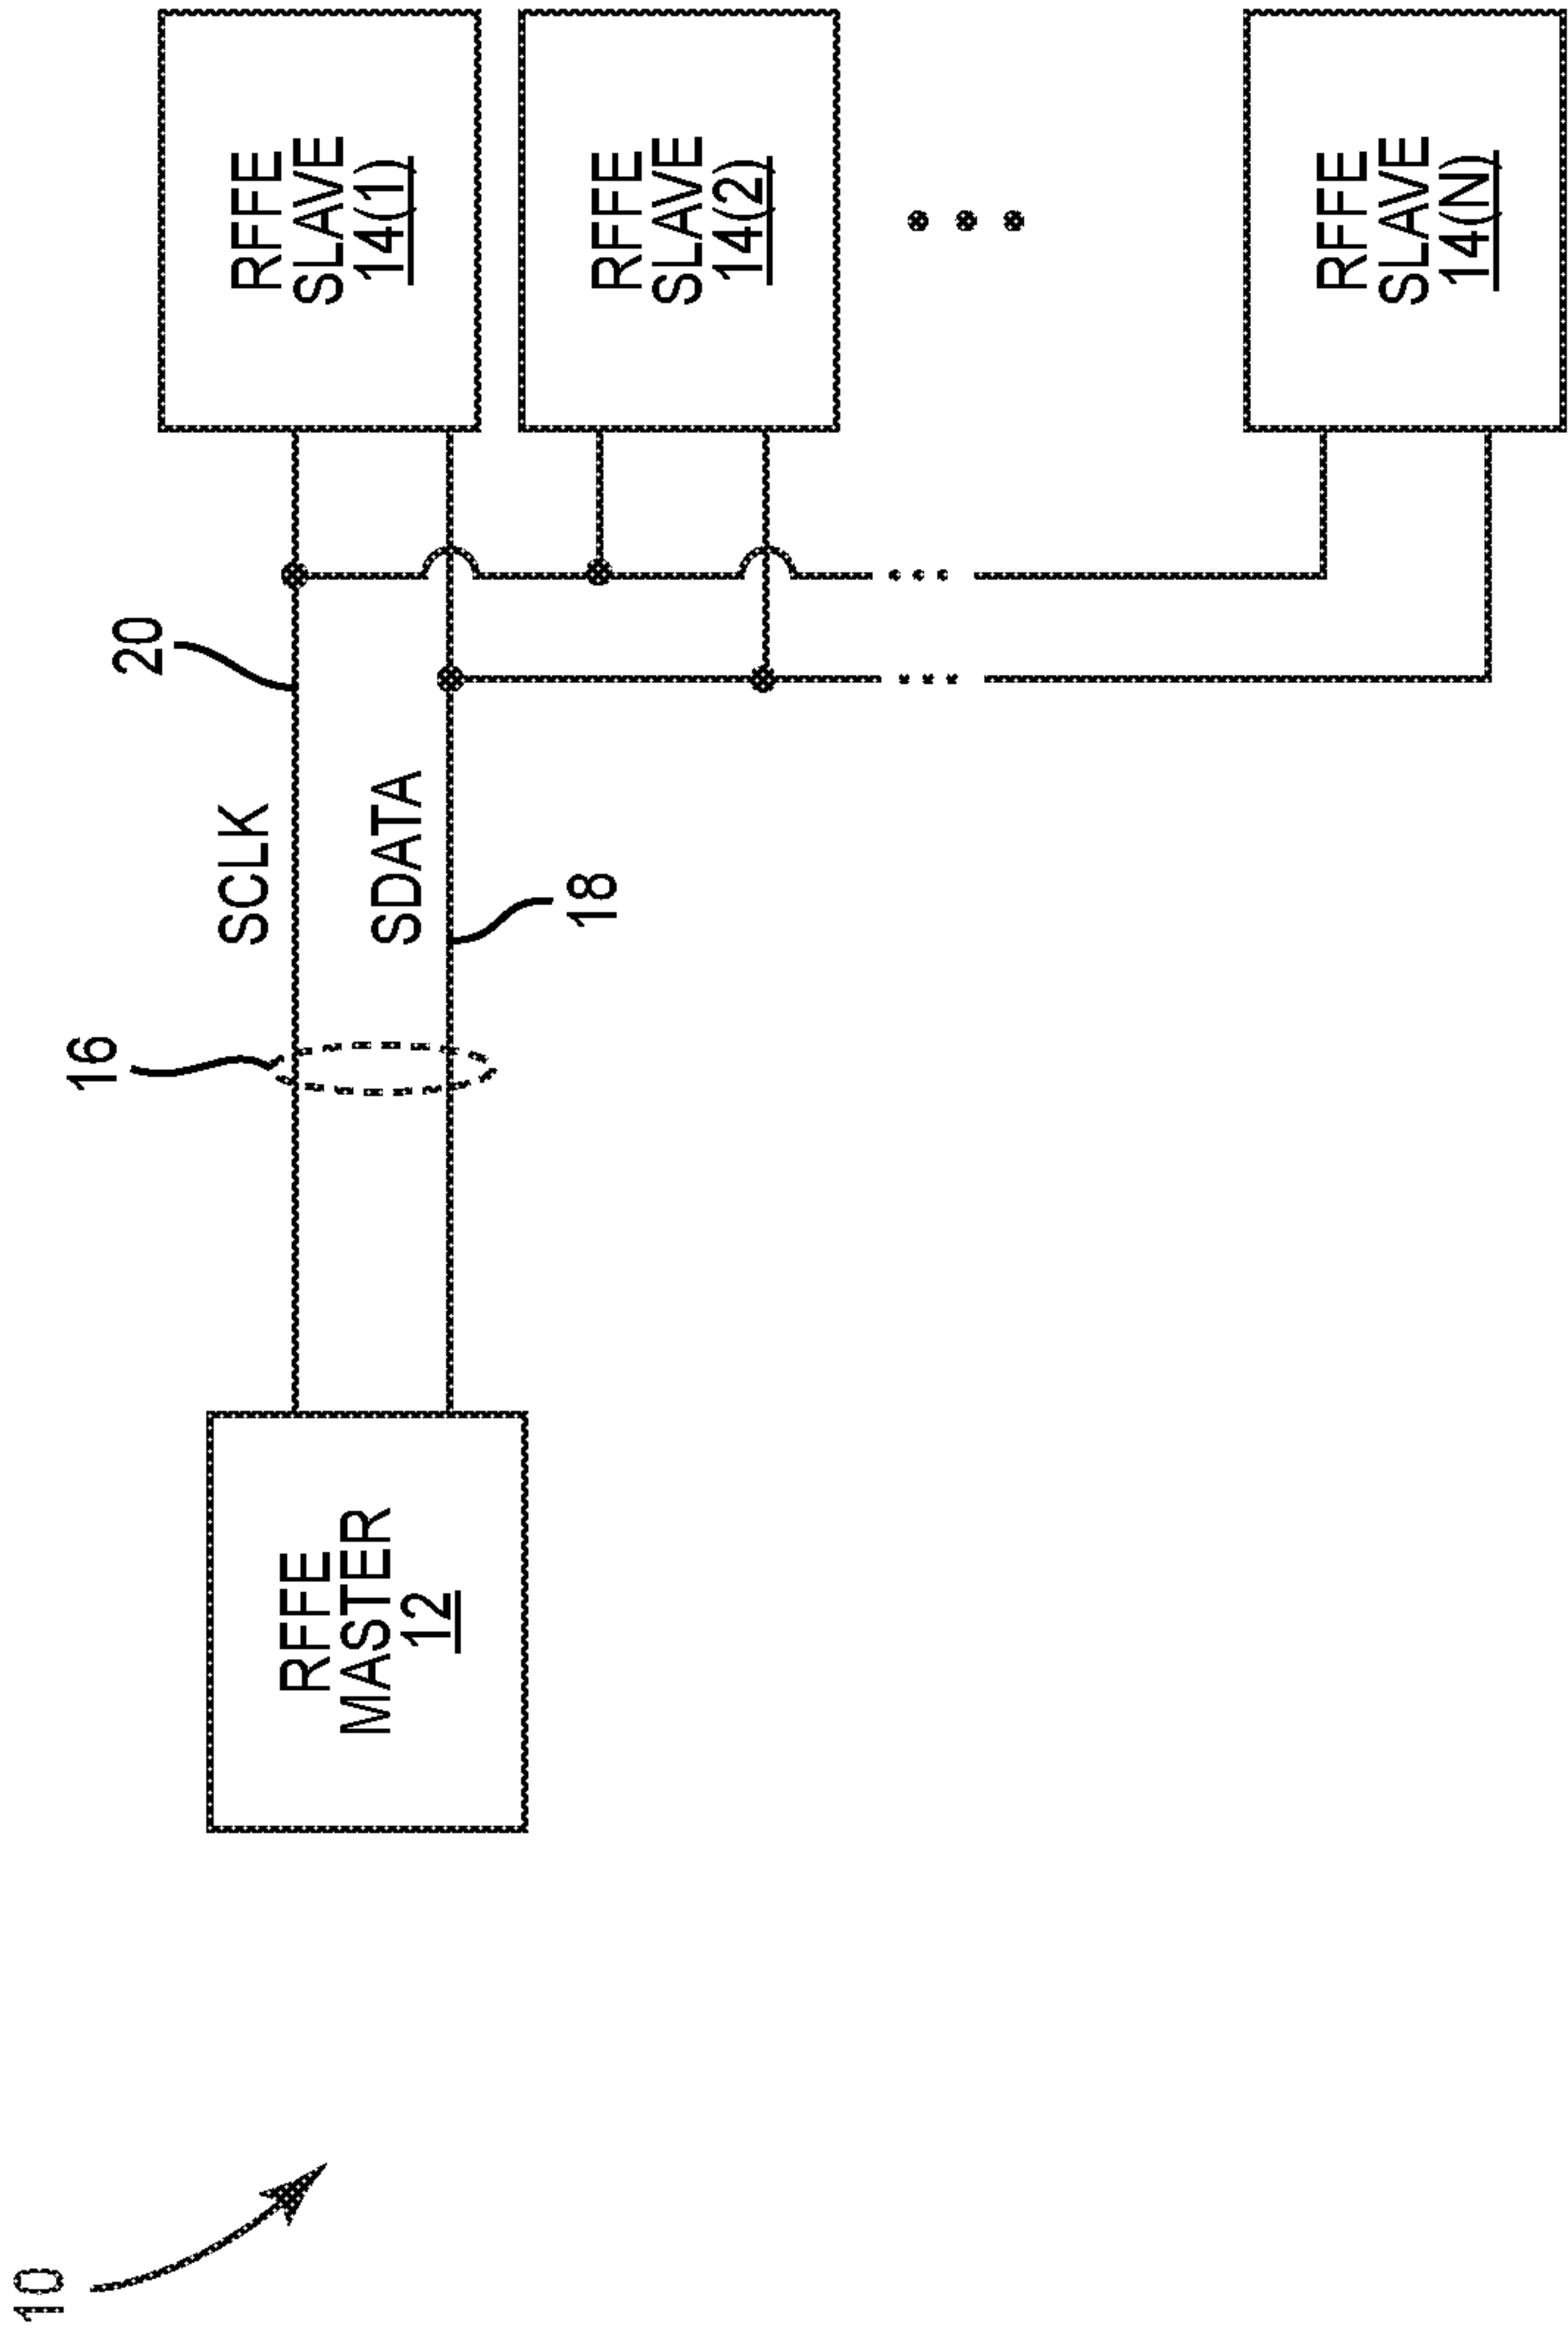 10
RFFE
MASTER
12
16
SCLK
20
SDATA
18
RFFE
SLAVE
14(1)
RFFE
SLAVE
14(2)
RFFE
SLAVE
14(N)